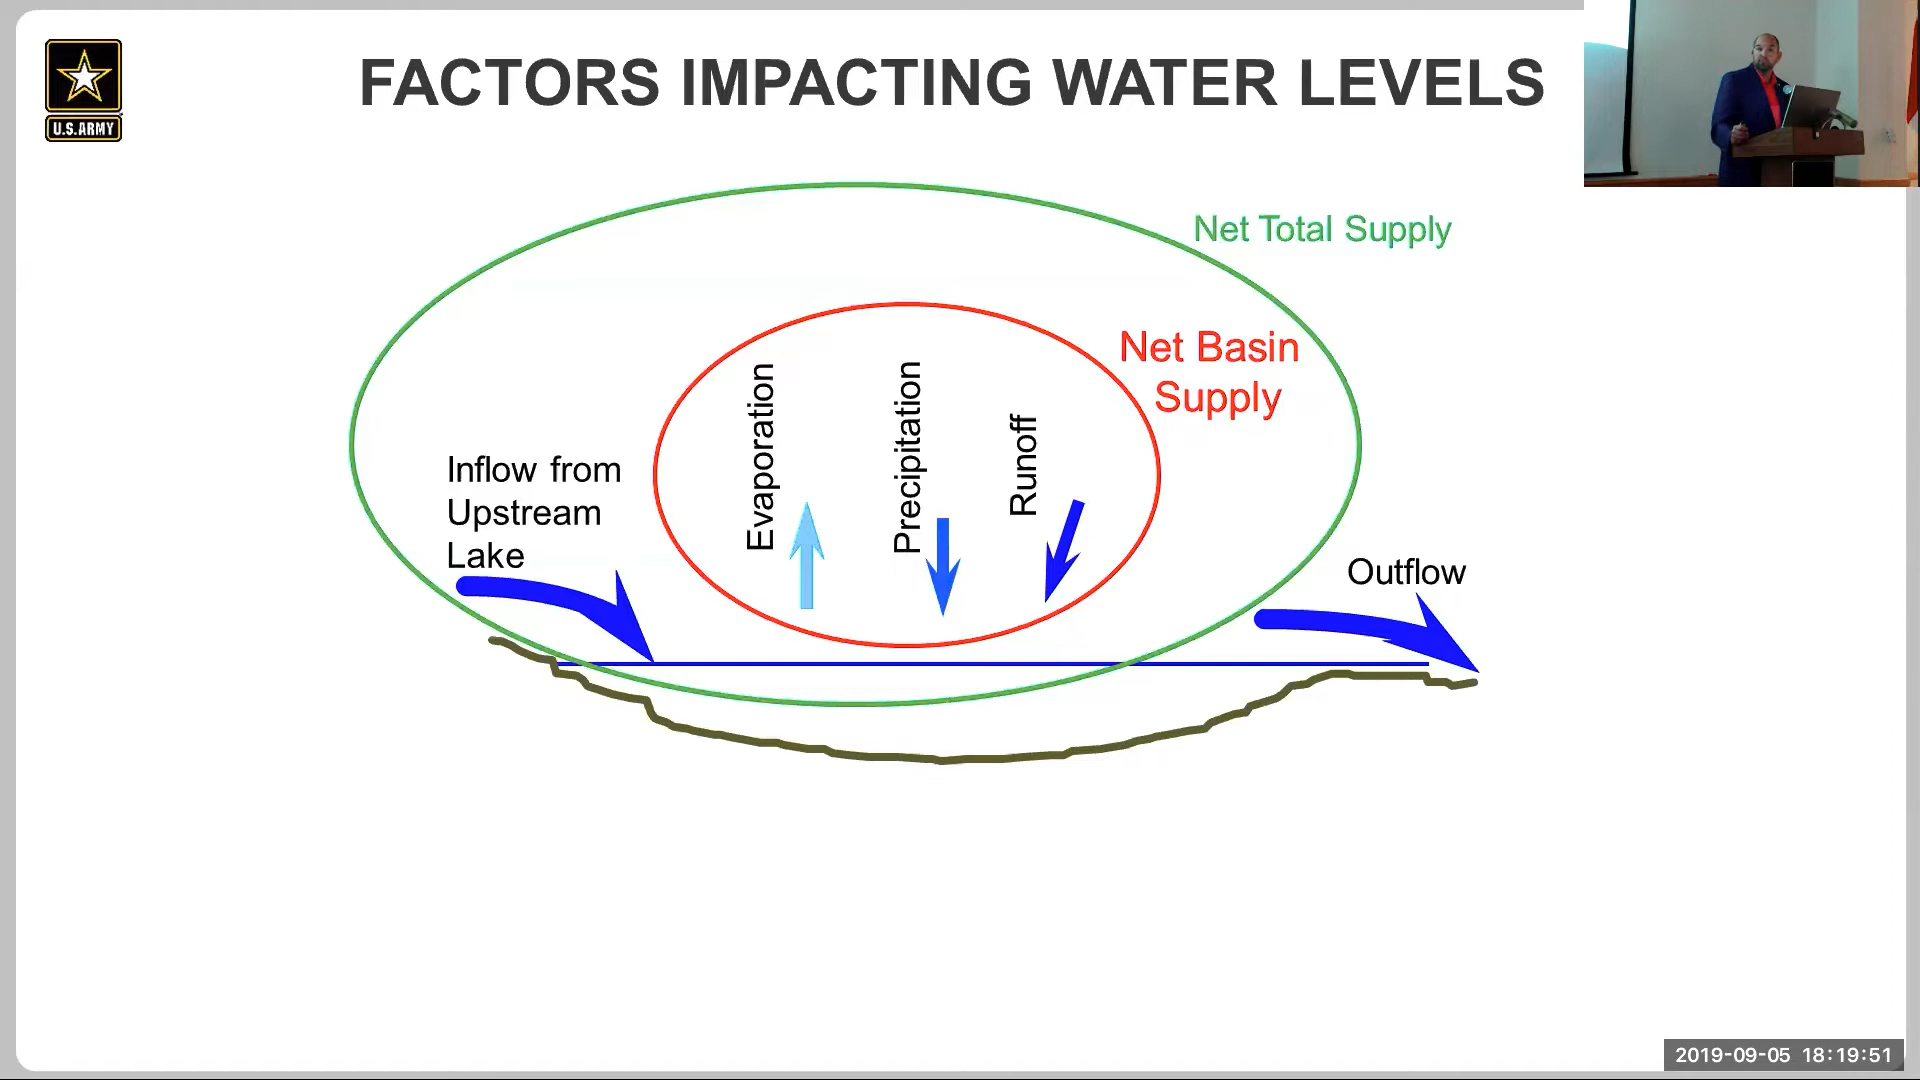 U.S.ARMY
FACTORS IMPACTING WATER LEVELS
Net Total Supply
Net Basin
Supply
Evaporation
Precipitation
Runoff
Inflow from
Upstream
Lake
Outflow
2019-09-05 18:19:51